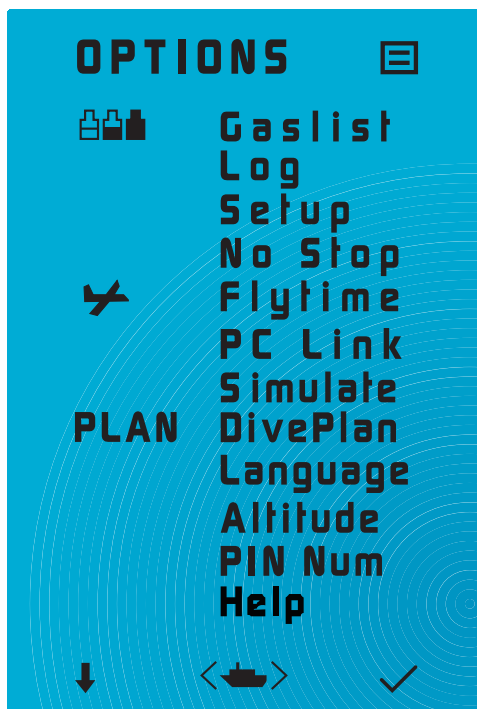 OPTIONS
Gaslist
Log
Setup
No Stop
Flytime
PC Link
Simulate
PLAN DivePlan
Language
Altitude
PIN Num
Help